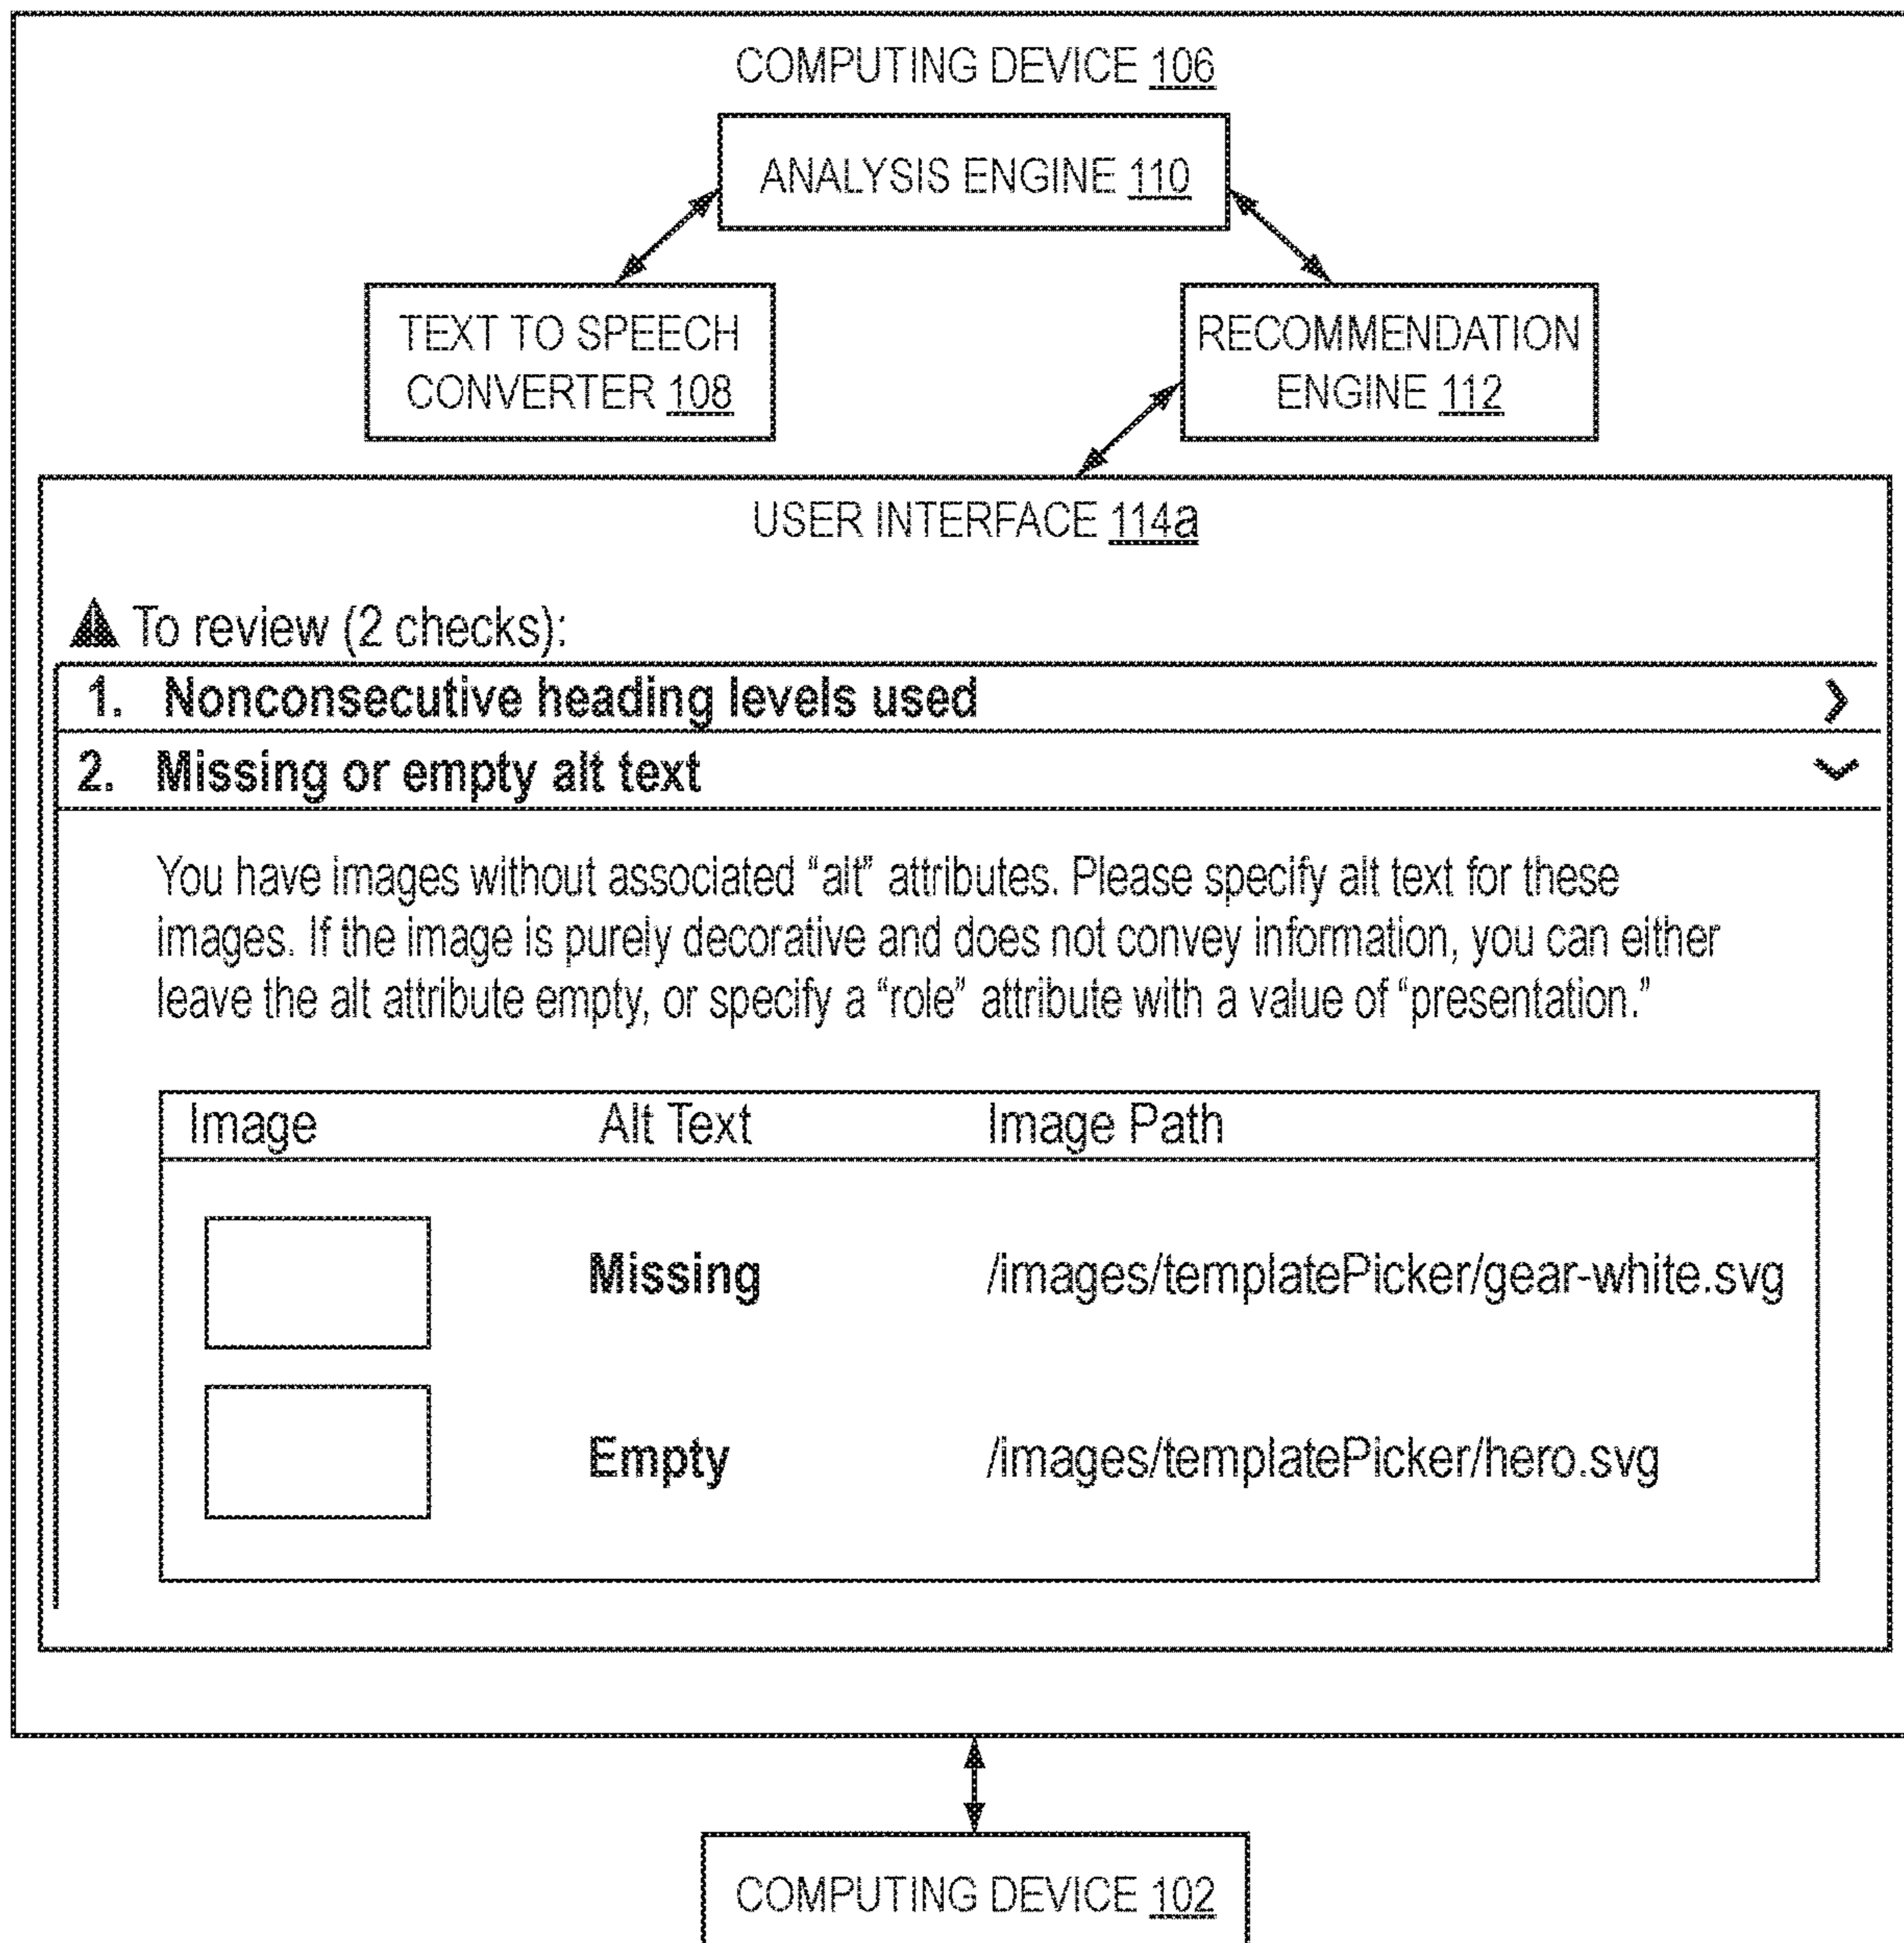 COMPUTING DEVICE 106
ANALYSIS ENGINE 110
TEXT TO SPEECH
CONVERTER 108
RECOMMENDATION
ENGINE 112
USER INTERFACE 114a
To review (2 checks):
1. Nonconsecutive heading levels used
2. Missing or empty alt text
You have images without associated “alt” attributes. Please specify alt text for these
images. If the image is purely decorative and does not convey information, you can either
leave the alt attribute empty, or specify a “role” attribute with a value of “presentation.”
Image Alt Text Image Path
Missing /images/templatePicker/gear-white.svg
Empty /images/templatePicker/hero.svg
COMPUTING DEVICE 102